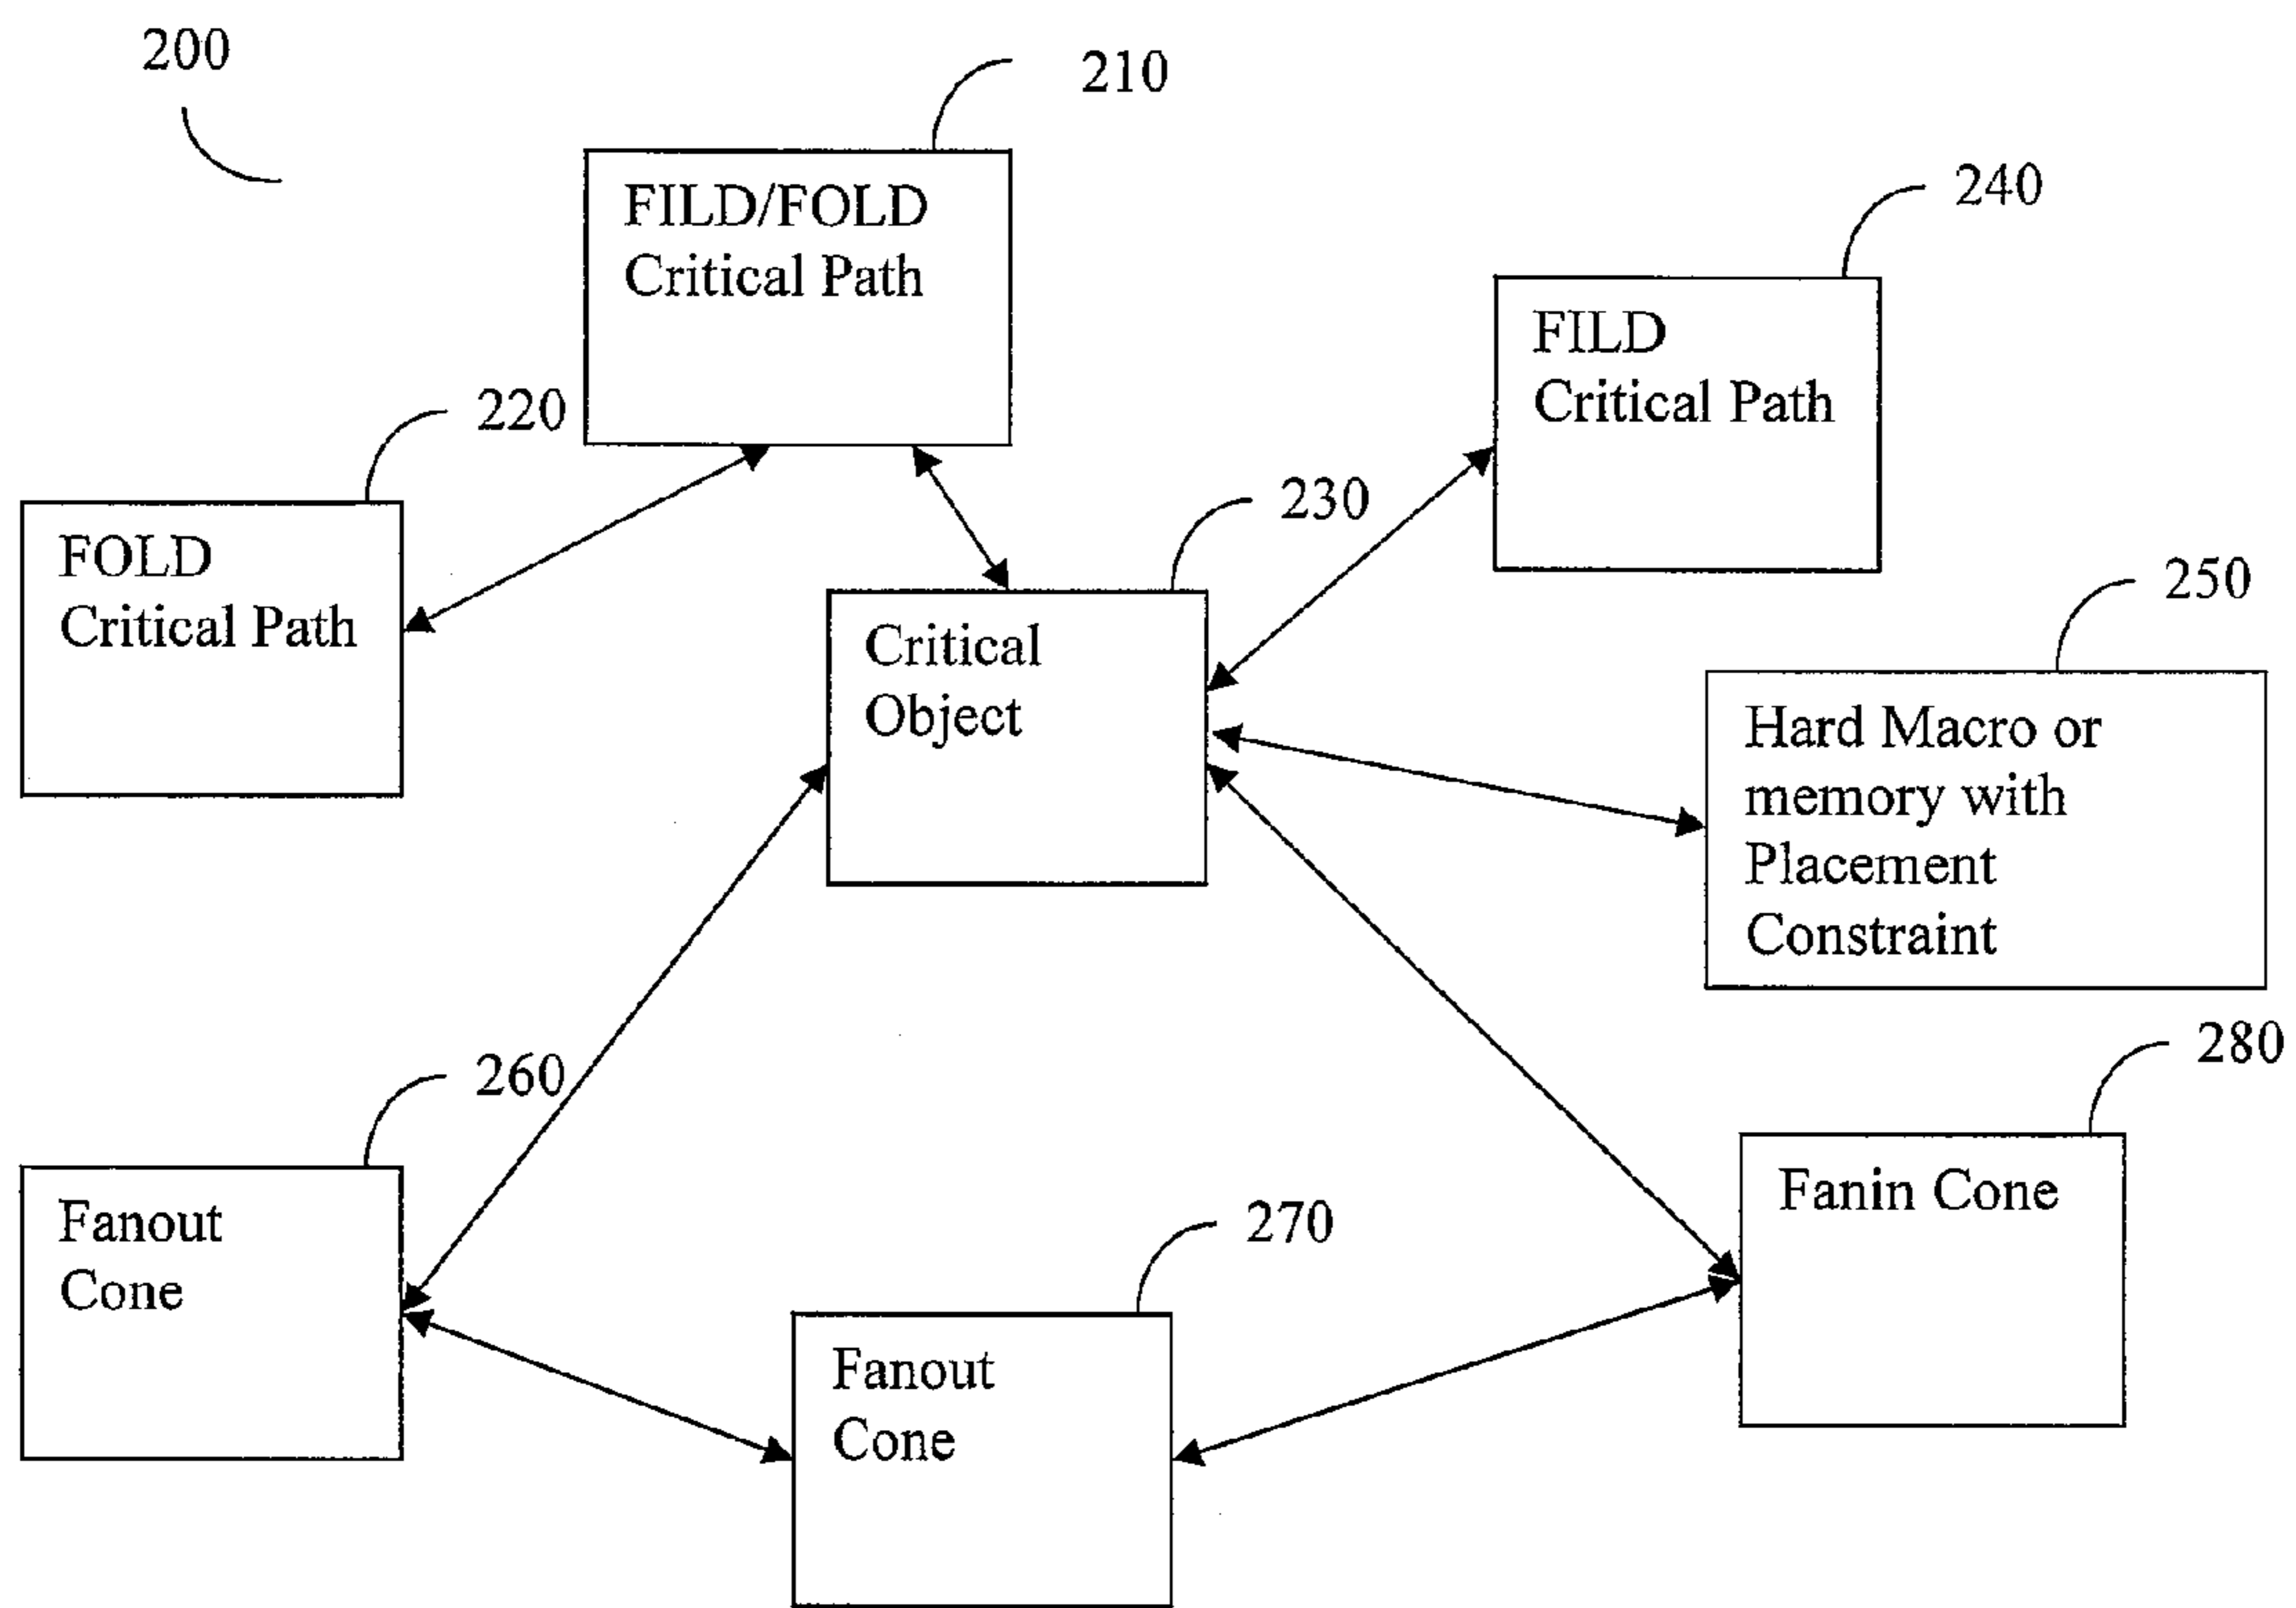 200
210
FILD/FOLD
Critical Path
240
FILD
Critical Path
220
FOLD
Critical Path
230
Critical
Object
250
Hard Macro or
memory with
Placement
Constraint
260
Fanout
Cone
270
Fanout
Cone
280
Fanin Cone